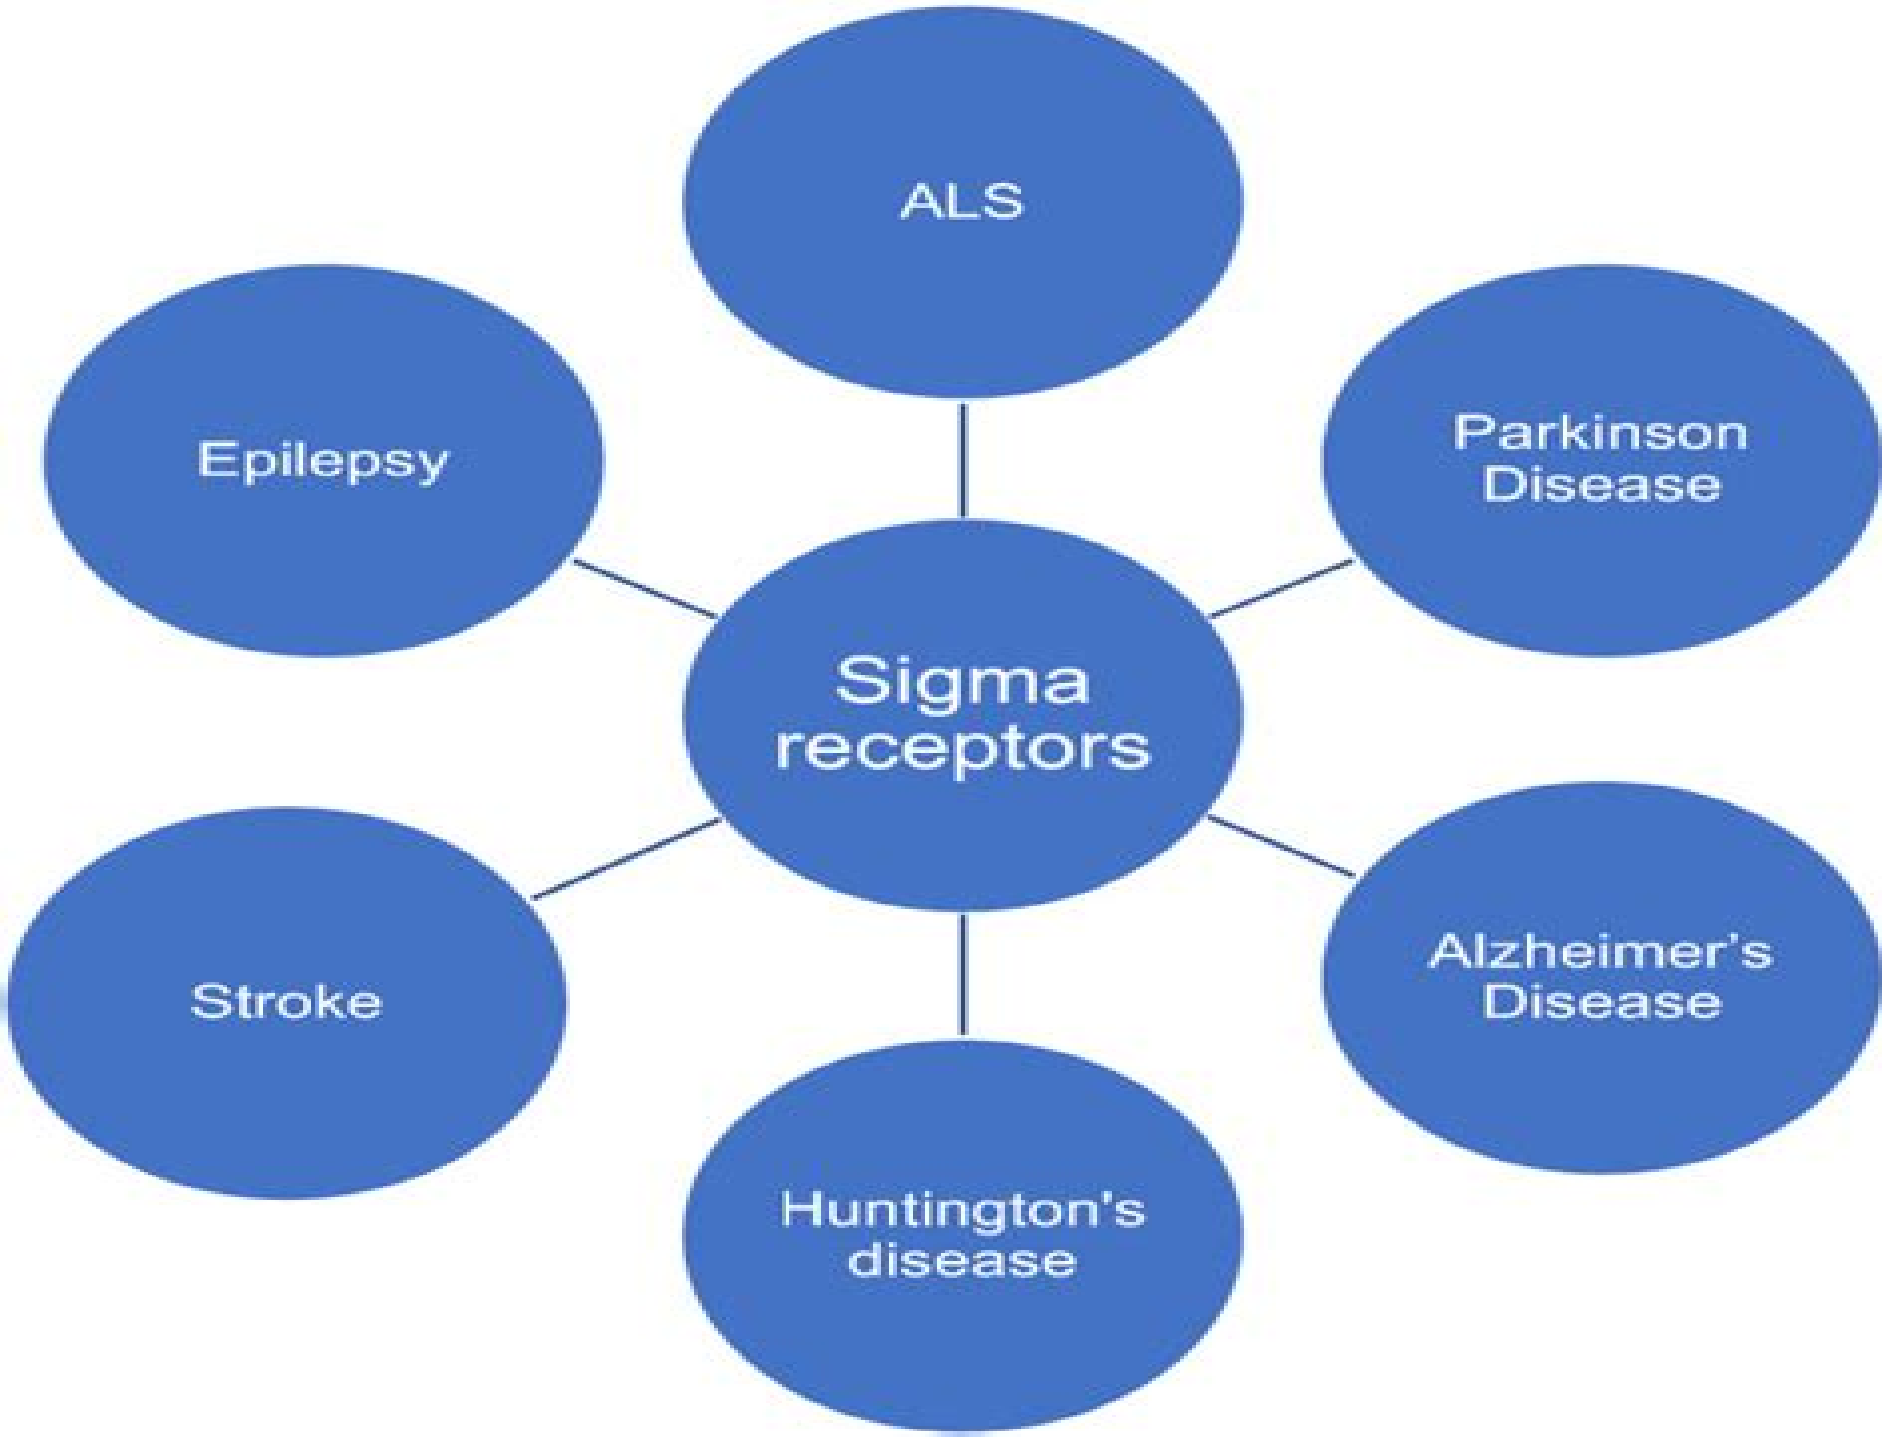 ALS
Epilepsy
Parkinson
Disease
Sigma
receptors
Stroke
Alzheimer’s
Disease
Huntington's
disease